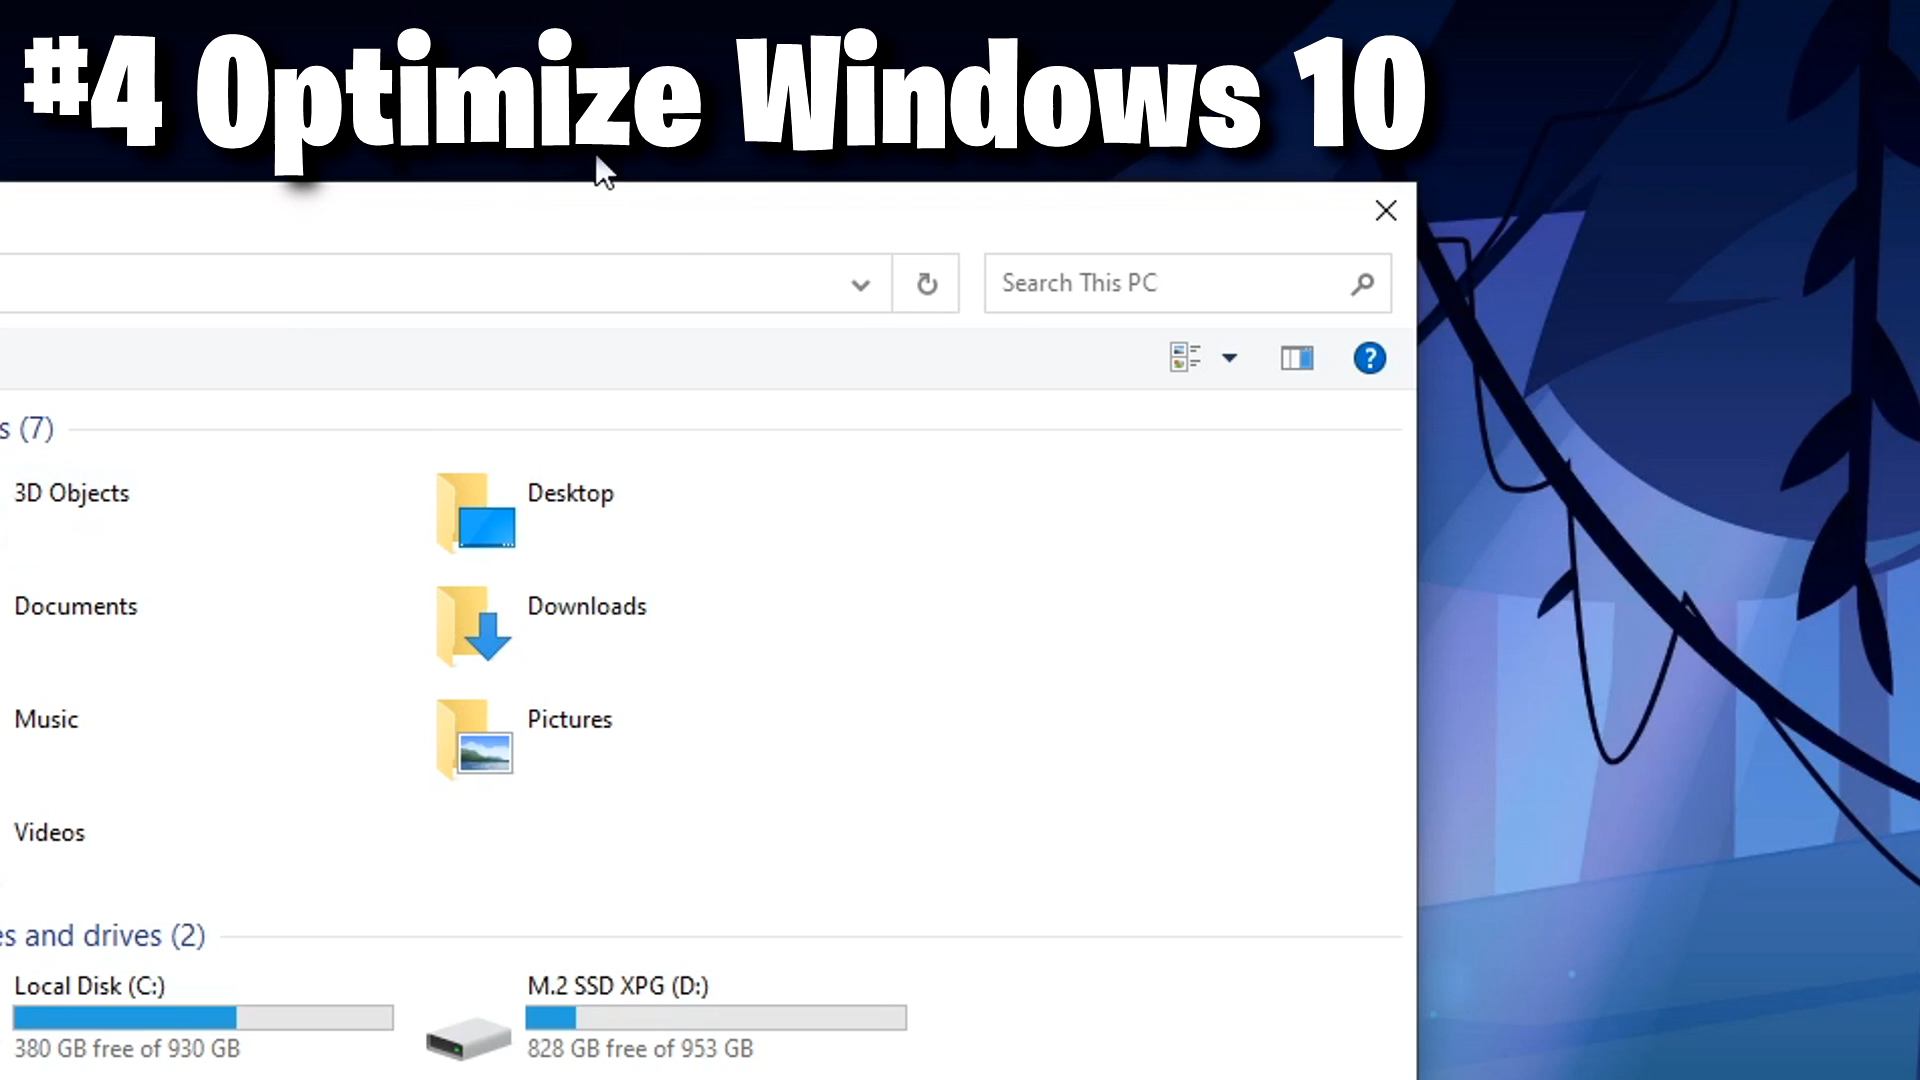 #4 Optimize Windows 10
Search This PC
s (7)
3D Objects
Desktop
Documents
Downloads
Music
Pictures
Videos
es and drives (2)
Local Disk (C:)
M.2 SSD XPG (D:)
380 GB free of 930 GB
828 GB free of 953 GB